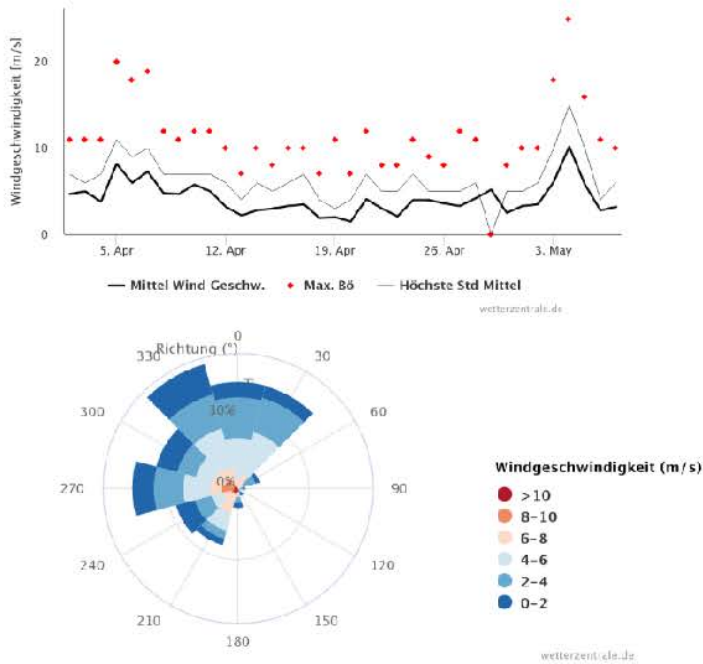 Windgeschwindigkeit [m/s]
20
10
0
5. Apr
12. Apr
19. Apr
26. Apr
3. May
Mittel Wind Geschw.
Max. Bö
Höchste Std Mittel
wetterzentrale.de
Richtung (°)
0
30
60
90
120
150
180
210
240
270
300
330
0%
Windgeschwindigkeit (m/s)
>10
8-10
6-8
4-6
2-4
0-2
wetterzentrale.de